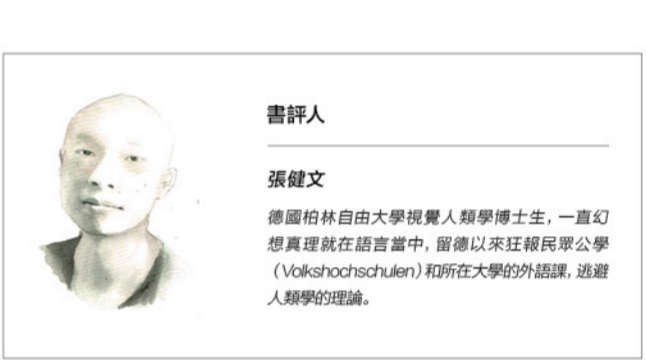 書評人
張健文
德國柏林自由大學視覺人類學博士生，一直幻
想真理就在語言當中，留德以來狂報民眾公學
（Volkshochschulen）和所在大學的外語課，逃避
人類學的理論。